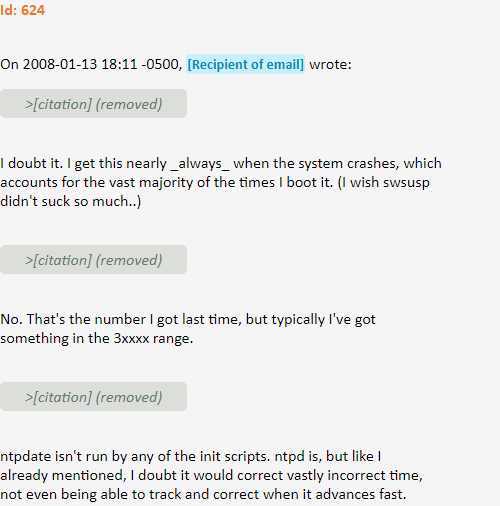 Id: 624
On 2008-01-13 18:11 -0500, [Recipient of email] wrote:
>[citation] (removed)
I doubt it. I get this nearly _always_ when the system crashes, which
accounts for the vast majority of the times I boot it. (I wish swsusp
didn't suck so much..)
>[citation] (removed)
No. That's the number I got last time, but typically I've got
something in the 3xxxx range.
>[citation] (removed)
ntpdate isn't run by any of the init scripts. ntpd is, but like I
already mentioned, I doubt it would correct vastly incorrect time,
not even being able to track and correct when it advances fast.